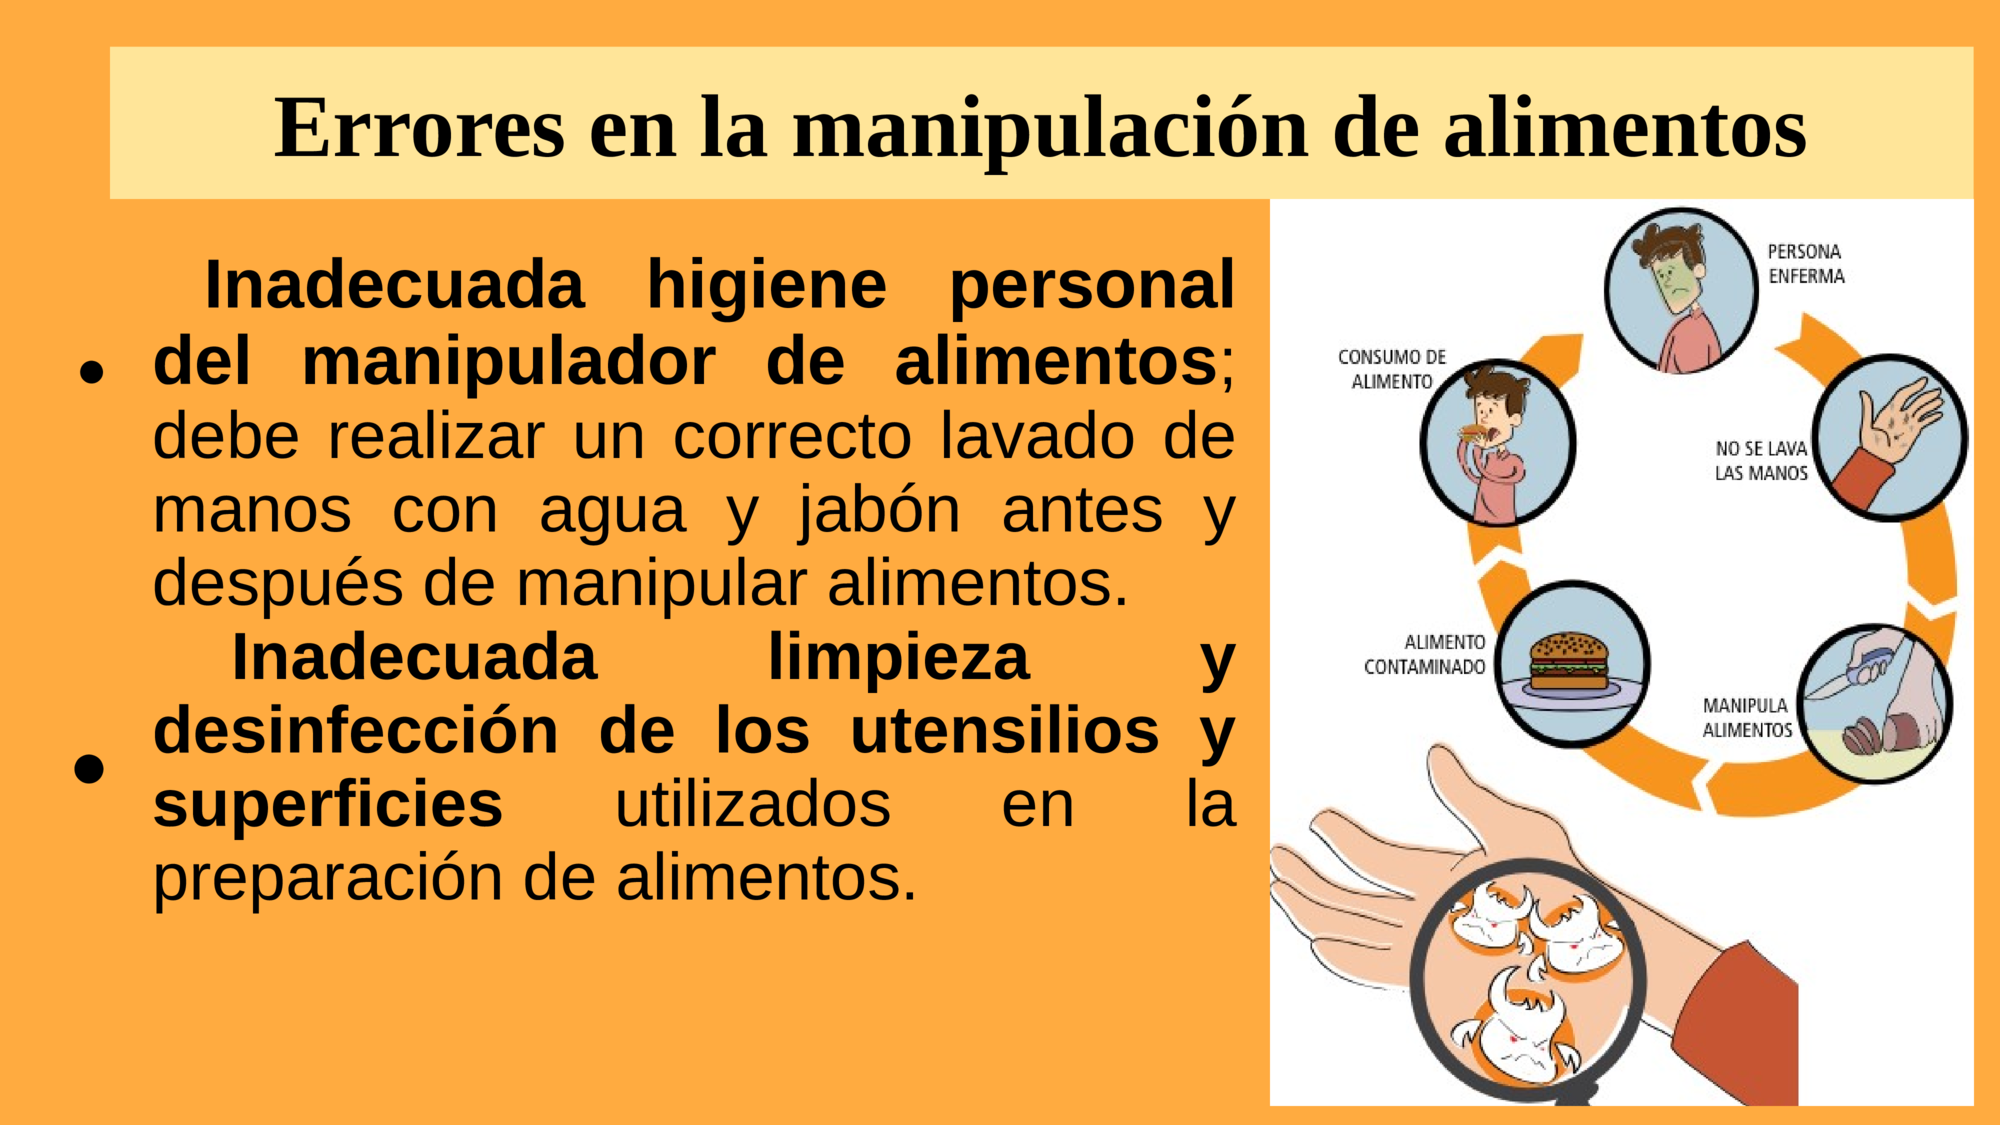 Errores en la manipulación de alimentos
Inadecuada higiene personal
• del manipulador de alimentos;
debe realizar un correcto lavado de
manos con agua y jabón antes y
después de manipular alimentos.
Inadecuada limpieza y
desinfección de los utensilios y
• superficies utilizados en la
preparación de alimentos.
PERSONA
ENFERMA
NO SE LAVA
LAS MANOS
MANIPULA
ALIMENTOS
ALIMENTO
CONTAMINADO
CONSUMO DE
ALIMENTO